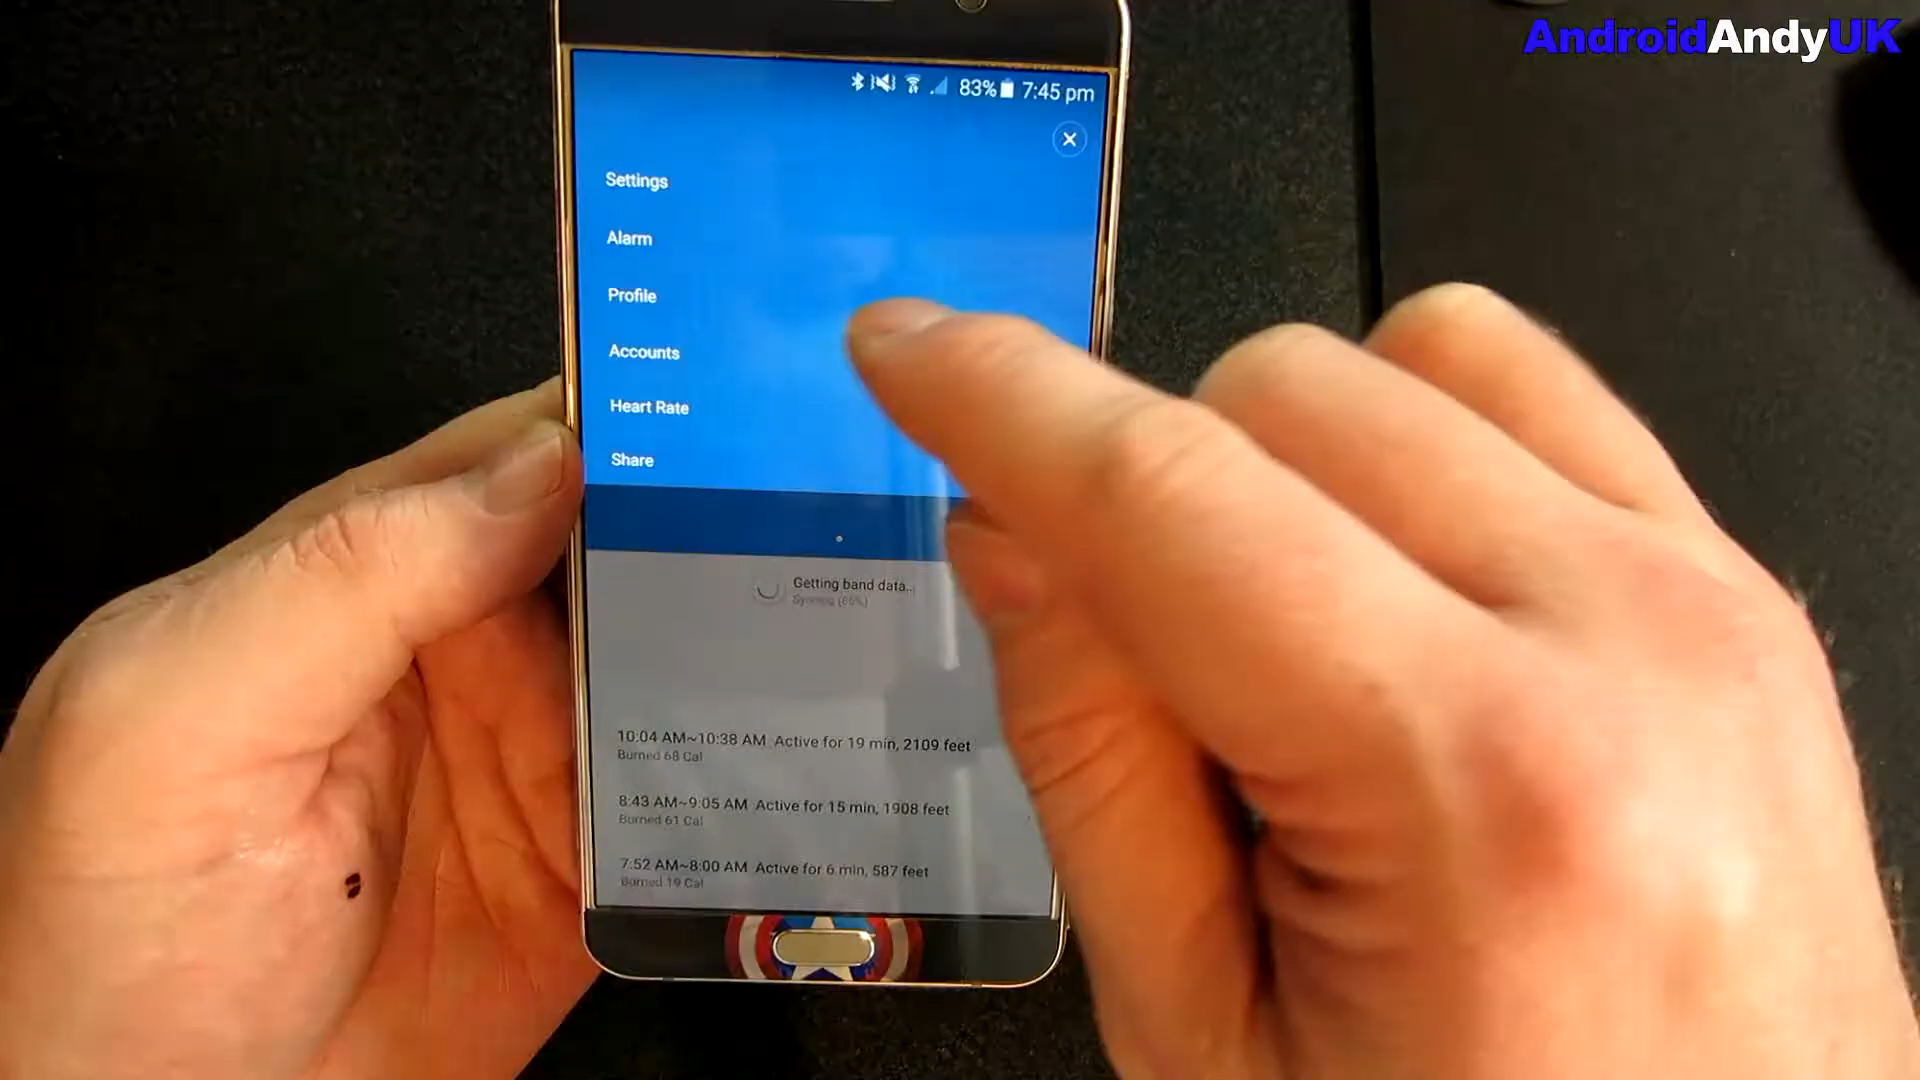 AndroidAndyUK
83% 7:45 pm
Settings
Alarm
Profile
Accounts
Heart Rate
Share
Getting band data..
10:04 AM~10:38 AM Active for 19 min, 2109 feet
Burned 68 Cal
8:43 AM~9:05 AM Active for 15 min, 1908 feet
Burned 61 Cal
7:52 AM~8:00 AM Active for 6 min, 587 feet
Burned 19 Cal